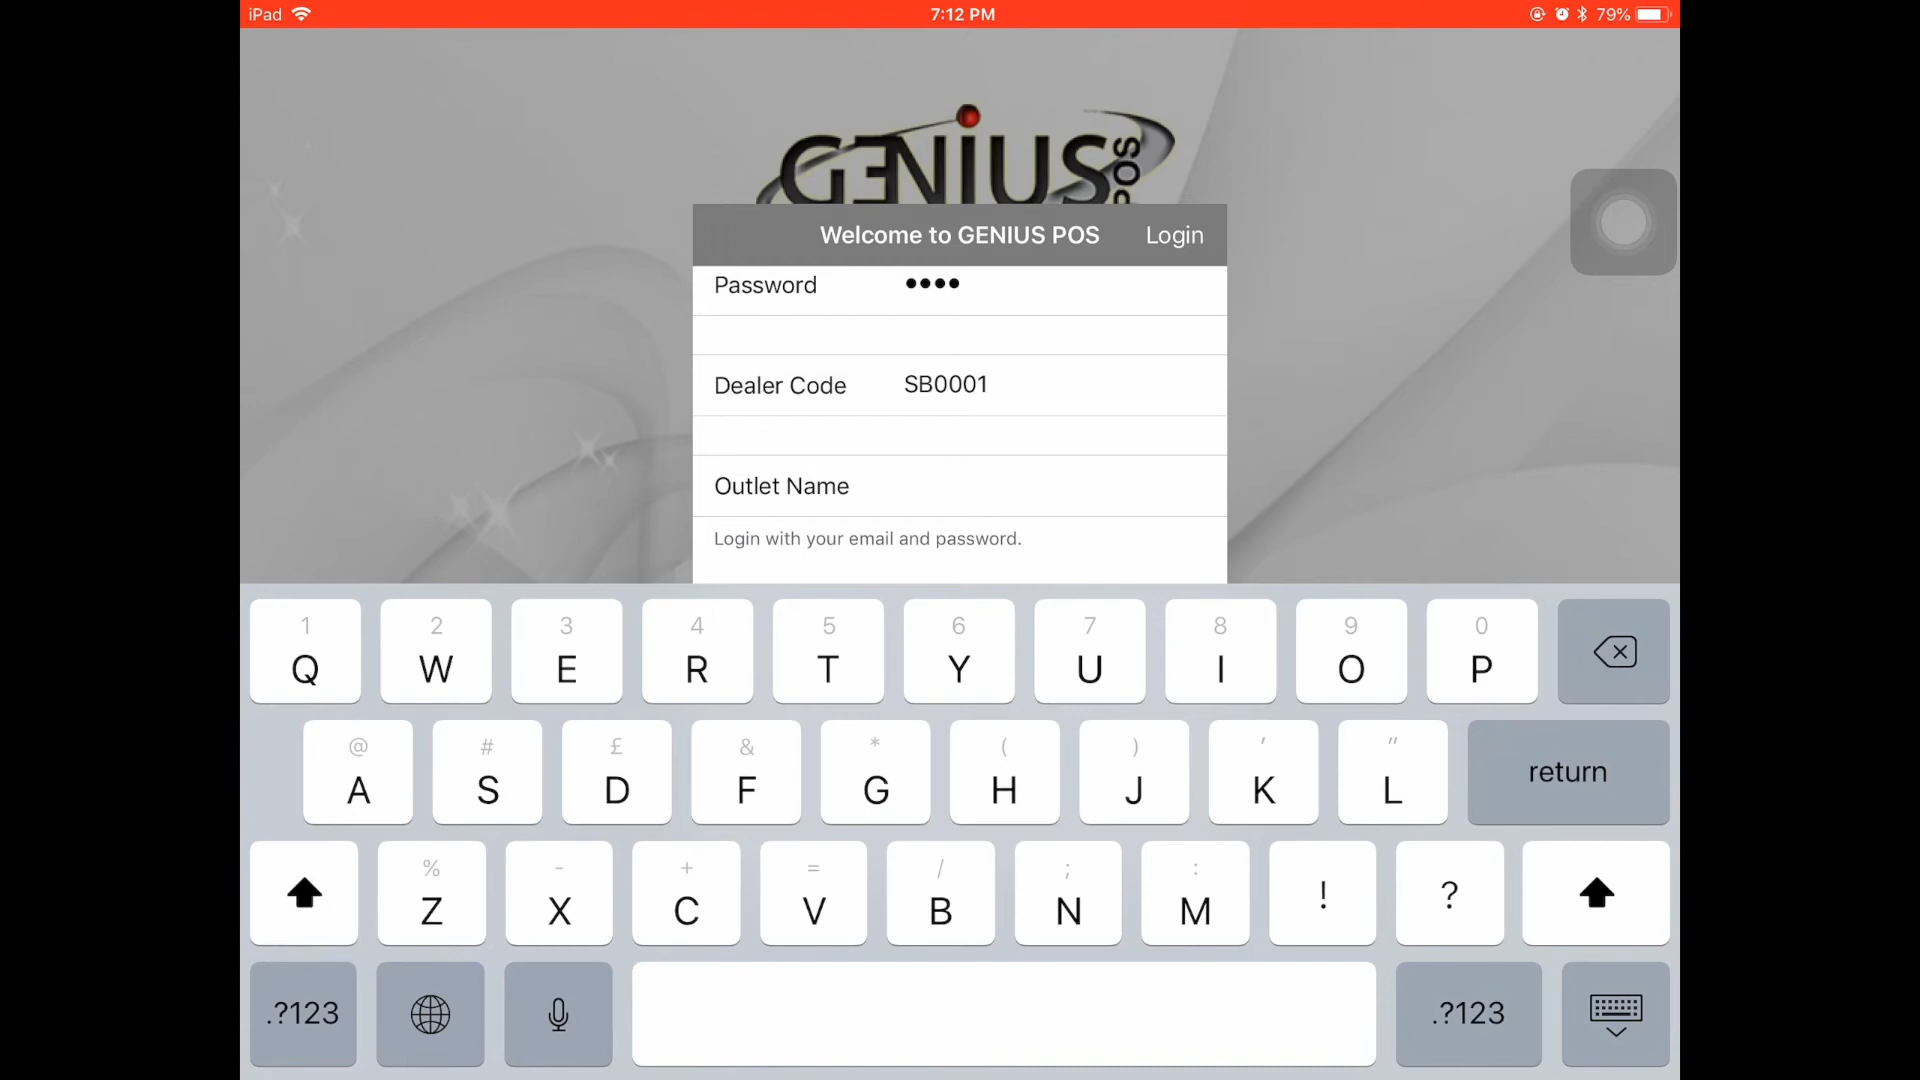 iPad 7:12 PM 79%
GENIUS POS
Welcome to GENIUS POS Login
Password ••••
Dealer Code SB0001
Outlet Name
Login with your email and password.
1 2 3 4 5 6 7 8 9 0
Q W E R T Y U I O P
@ # £ & * ( ) ' "
A S D F G H J K L return
% - + = / ; :
Z X C V B N M ! ?
.?123 .?123